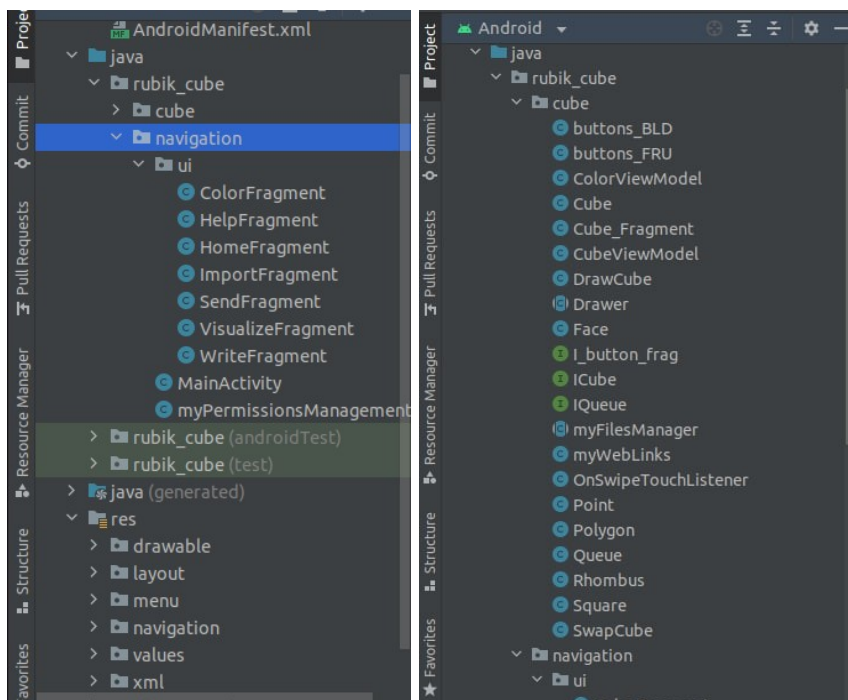 Project
Commit
Pull Requests
Resource Manager
Structure
AndroidManifest.xml
java
rubik_cube
cube
navigation
ui
ColorFragment
HelpFragment
HomeFragment
ImportFragment
SendFragment
VisualizeFragment
WriteFragment
MainActivity
myPermissionsManagement
rubik_cube (androidTest)
rubik_cube (test)
java (generated)
res
drawable
layout
menu
navigation
values
xml
Project
Commit
Pull Requests
Resource Manager
Structure
Favorites
Android
java
rubik_cube
cube
buttons_BLD
buttons_FRU
ColorViewModel
Cube
Cube_Fragment
CubeViewModel
DrawCube
Drawer
Face
I_button_frag
ICube
IQueue
myFilesManager
myWebLinks
OnSwipeTouchListener
Point
Polygon
Queue
Rhombus
Square
SwapCube
navigation
ui